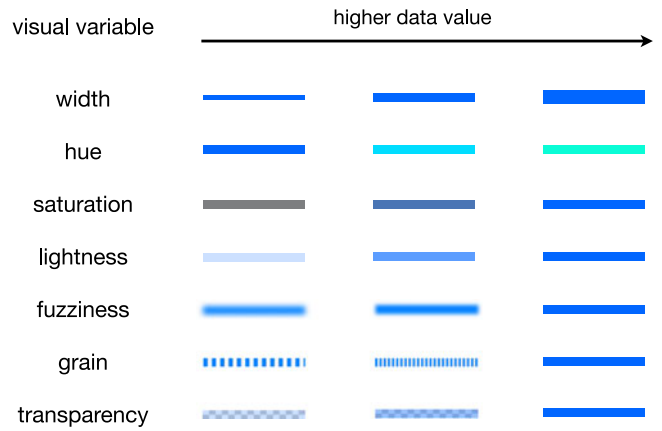 higher data value
visual variable
width
hue
saturation
lightness
fuzziness
grain
transparency